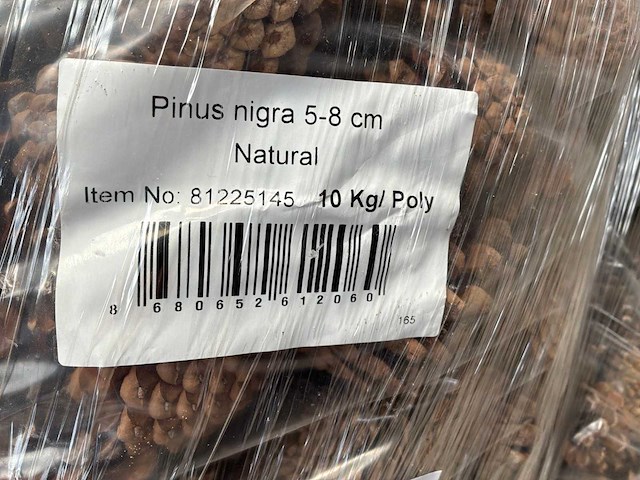 Pinus nigra 5-8 cm
Natural
Item No: 81225145 10 Kg/ Poly
8 680652 612060
165